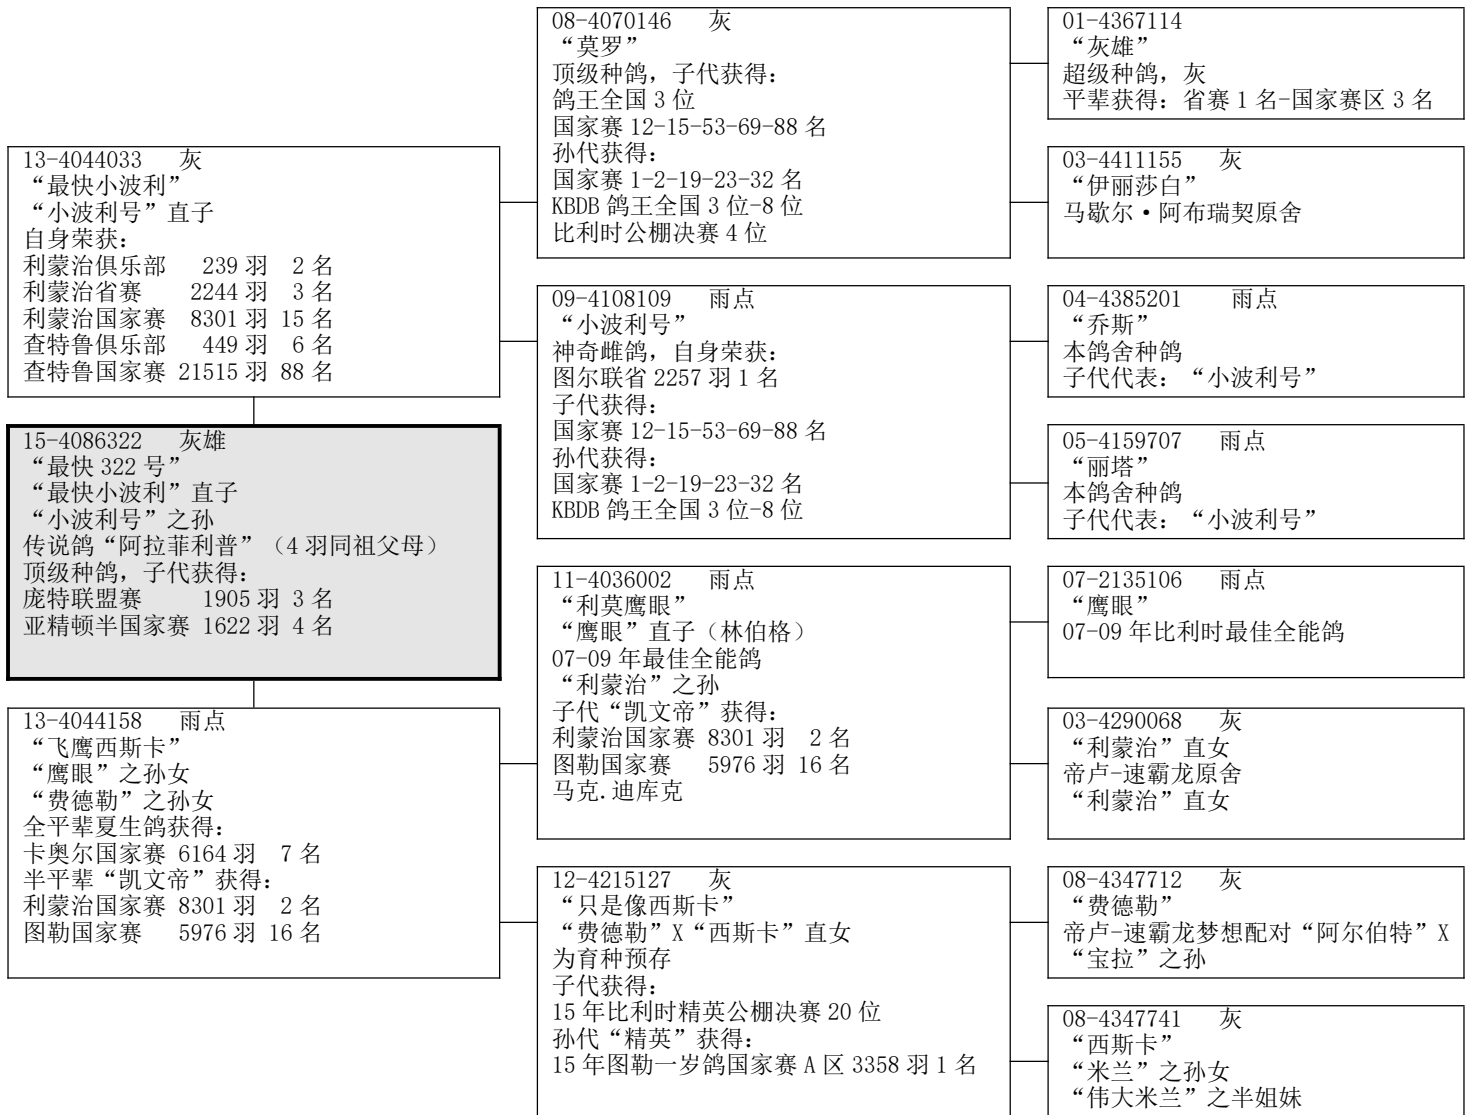 13-4044033 灰
“最快小波利”
“小波利号”直子
自身荣获：
利蒙治俱乐部 239 羽 2 名
利蒙治省赛 2244 羽 3 名
利蒙治国家赛 8301 羽 15 名
查特鲁俱乐部 449 羽 6 名
查特鲁国家赛 21515 羽 88 名
15-4086322 灰雄
“最快 322 号”
“最快小波利”直子
“小波利号”之孙
传说鸽“阿拉菲利普”（4 羽同祖父母）
顶级种鸽，子代获得：
庞特联盟赛 1905 羽 3 名
亚精顿半国家赛 1622 羽 4 名
13-4044158 雨点
“飞鹰西斯卡”
“鹰眼”之孙女
“费德勒”之孙女
全平辈夏生鸽获得：
卡奥尔国家赛 6164 羽 7 名
半平辈“凯文帝”获得：
利蒙治国家赛 8301 羽 2 名
图勒国家赛 5976 羽 16 名
08-4070146 灰
“莫罗”
顶级种鸽，子代获得：
鸽王全国 3 位
国家赛 12-15-53-69-88 名
孙代获得：
国家赛 1-2-19-23-32 名
KBDB 鸽王全国 3 位-8 位
比利时公棚决赛 4 位
09-4108109 雨点
“小波利号”
神奇雌鸽，自身荣获：
图尔联省 2257 羽 1 名
子代获得：
国家赛 12-15-53-69-88 名
孙代获得：
国家赛 1-2-19-23-32 名
KBDB 鸽王全国 3 位-8 位
11-4036002 雨点
“利莫鹰眼”
“鹰眼”直子（林伯格）
07-09 年最佳全能鸽
“利蒙治”之孙
子代“凯文帝”获得：
利蒙治国家赛 8301 羽 2 名
图勒国家赛 5976 羽 16 名
马克.迪库克
12-4215127 灰
“只是像西斯卡”
“费德勒”X“西斯卡”直女
为育种预存
子代获得：
15 年比利时精英公棚决赛 20 位
孙代“精英”获得：
15 年图勒一岁鸽国家赛 A 区 3358 羽 1 名
01-4367114
“灰雄”
超级种鸽，灰
平辈获得：省赛 1 名-国家赛区 3 名
03-4411155 灰
“伊丽莎白”
马歇尔•阿布瑞契原舍
04-4385201 雨点
“乔斯”
本鸽舍种鸽
子代代表：“小波利号”
05-4159707 雨点
“丽塔”
本鸽舍种鸽
子代代表：“小波利号”
07-2135106 雨点
“鹰眼”
07-09 年比利时最佳全能鸽
03-4290068 灰
“利蒙治”直女
帝卢-速霸龙原舍
“利蒙治”直女
08-4347712 灰
“费德勒”
帝卢-速霸龙梦想配对“阿尔伯特”X
“宝拉”之孙
08-4347741 灰
“西斯卡”
“米兰”之孙女
“伟大米兰”之半姐妹